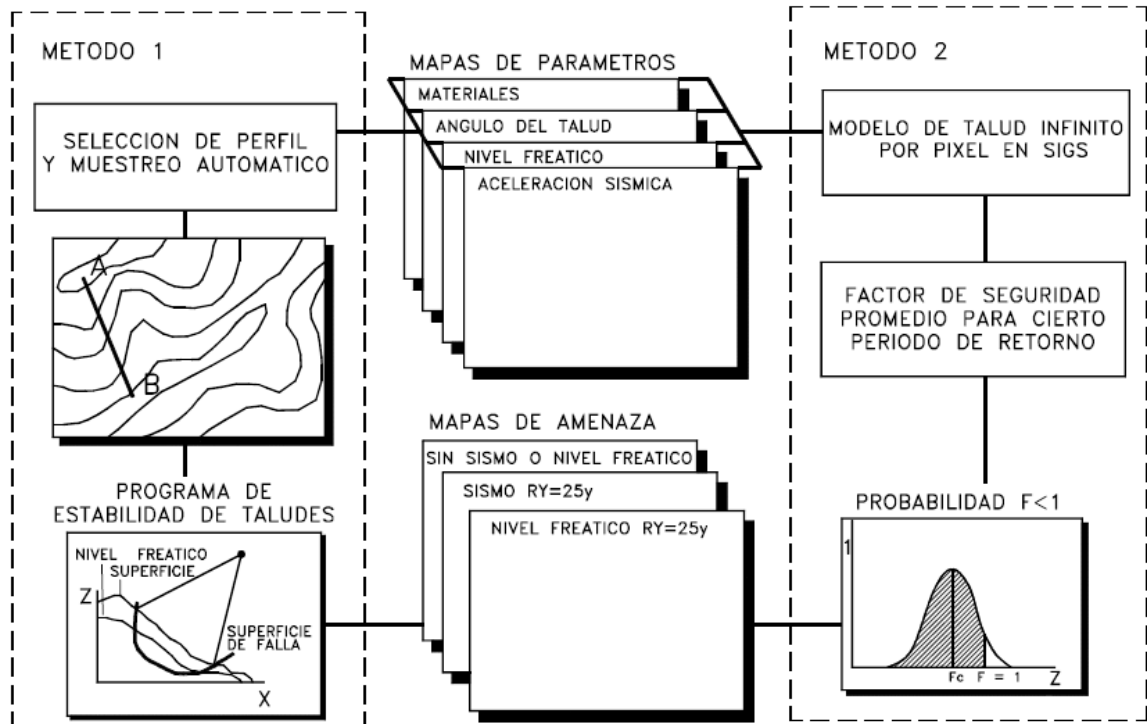 METODO 1
SELECCION DE PERFIL
Y MUESTREO AUTOMATICO
A
B
PROGRAMA DE
ESTABILIDAD DE TALUDES
NIVEL FREATICO
SUPERFICIE
Z
SUPERFICIE
DE FALLA
X
MAPAS DE PARAMETROS
MATERIALES
ANGULO DEL TALUD
NIVEL FREATICO
ACELERACION SISMICA
MAPAS DE AMENAZA
SIN SISMO O NIVEL FREATICO
SISMO RY=25y
NIVEL FREATICO RY=25y
METODO 2
MODELO DE TALUD INFINITO
POR PIXEL EN SIGS
FACTOR DE SEGURIDAD
PROMEDIO PARA CIERTO
PERIODO DE RETORNO
PROBABILIDAD F<1
1
Fc F = 1 Z